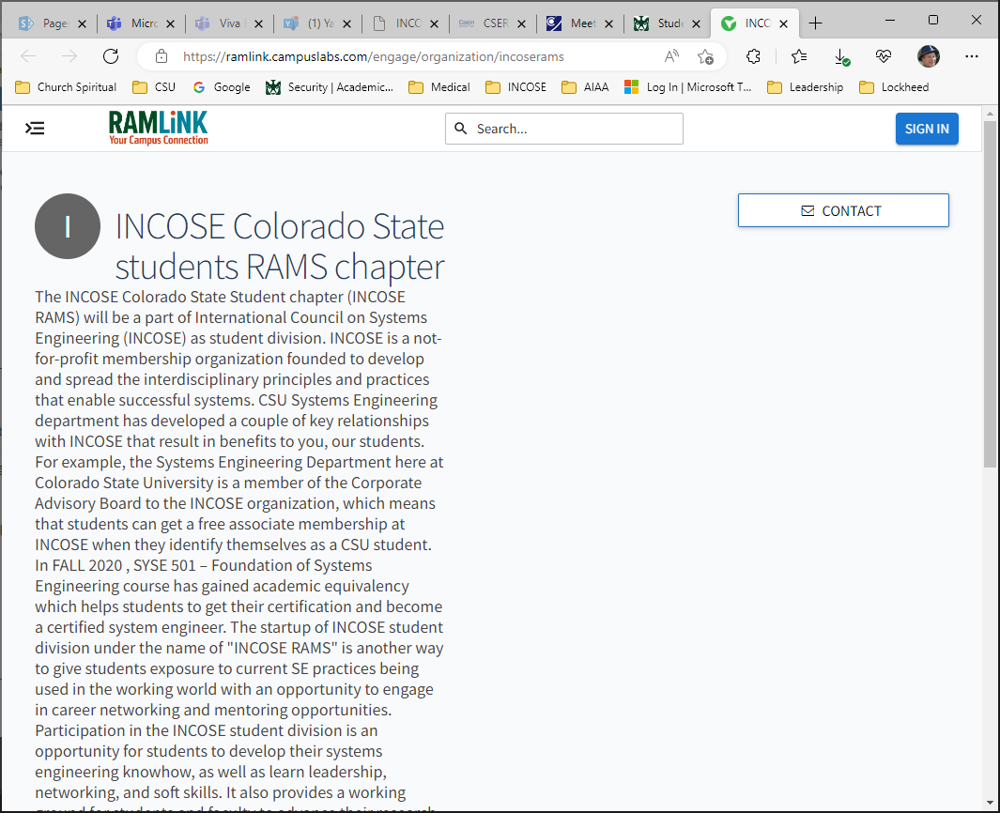 Page
Micro
Viva
(1) Ya
INCO
CSER
Meet
Stude
INCO
https://ramlink.campuslabs.com/engage/organization/incoserams
Church Spiritual
CSU
Google
Security | Academic...
Medical
INCOSE
AIAA
Log In | Microsoft T...
Leadership
Lockheed
RAMLiNK
Your Campus Connection
Search...
SIGN IN
I
INCOSE Colorado State
students RAMS chapter
CONTACT
The INCOSE Colorado State Student chapter (INCOSE
RAMS) will be a part of International Council on Systems
Engineering (INCOSE) as student division. INCOSE is a not-
for-profit membership organization founded to develop
and spread the interdisciplinary principles and practices
that enable successful systems. CSU Systems Engineering
department has developed a couple of key relationships
with INCOSE that result in benefits to you, our students.
For example, the Systems Engineering Department here at
Colorado State University is a member of the Corporate
Advisory Board to the INCOSE organization, which means
that students can get a free associate membership at
INCOSE when they identify themselves as a CSU student.
In FALL 2020 , SYSE 501 – Foundation of Systems
Engineering course has gained academic equivalency
which helps students to get their certification and become
a certified system engineer. The startup of INCOSE student
division under the name of "INCOSE RAMS" is another way
to give students exposure to current SE practices being
used in the working world with an opportunity to engage
in career networking and mentoring opportunities.
Participation in the INCOSE student division is an
opportunity for students to develop their systems
engineering knowhow, as well as learn leadership,
networking, and soft skills. It also provides a working
ground for students and faculty to advance their research